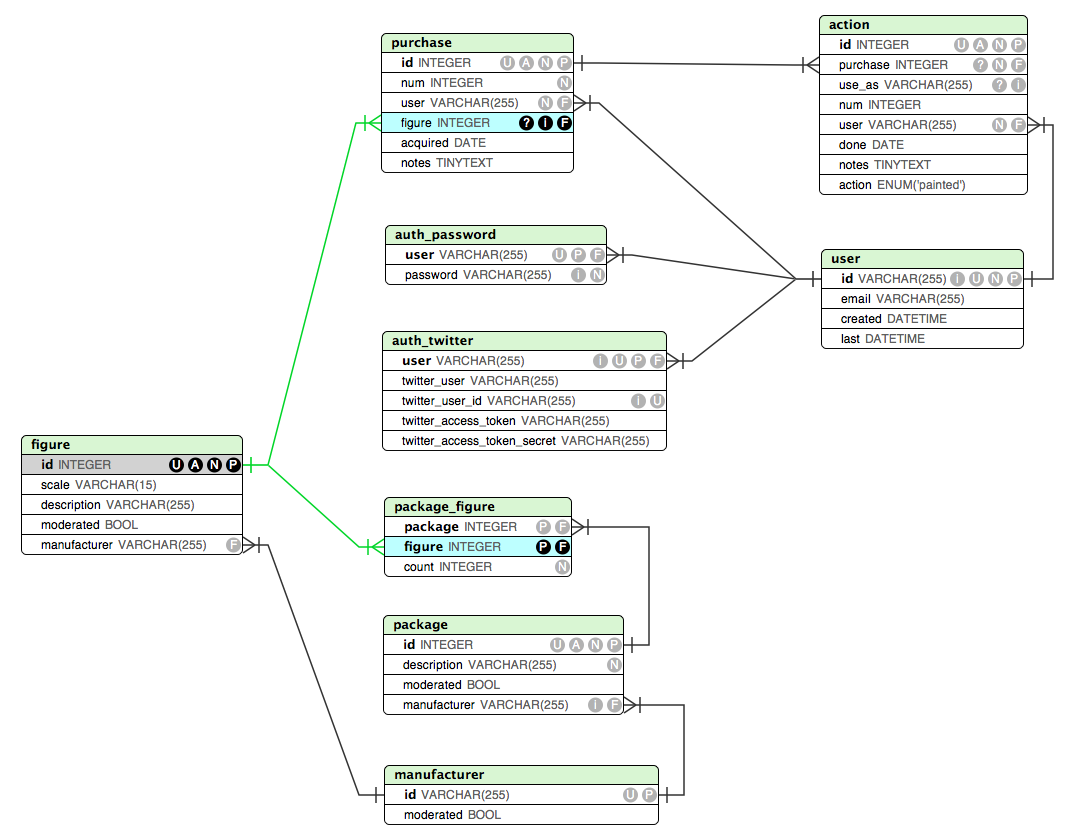 purchase
id INTEGER U A N P
num INTEGER N
user VARCHAR(255) N F
figure INTEGER ? I F
acquired DATE
notes TINYTEXT
action
id INTEGER U A N P
purchase INTEGER ? N F
use_as VARCHAR(255) ? I
num INTEGER
user VARCHAR(255) N F
done DATE
notes TINYTEXT
action ENUM('painted')
auth_password
user VARCHAR(255) U P F
password VARCHAR(255) I N
user
id VARCHAR(255) I U N P
email VARCHAR(255)
created DATETIME
last DATETIME
auth_twitter
user VARCHAR(255) I U P F
twitter_user VARCHAR(255)
twitter_user_id VARCHAR(255) I U
twitter_access_token VARCHAR(255)
twitter_access_token_secret VARCHAR(255)
figure
id INTEGER U A N P
scale VARCHAR(15)
description VARCHAR(255)
moderated BOOL
manufacturer VARCHAR(255) F
package_figure
package INTEGER P F
figure INTEGER P F
count INTEGER N
package
id INTEGER U A N P
description VARCHAR(255) N
moderated BOOL
manufacturer VARCHAR(255) I F
manufacturer
id VARCHAR(255) U P
moderated BOOL